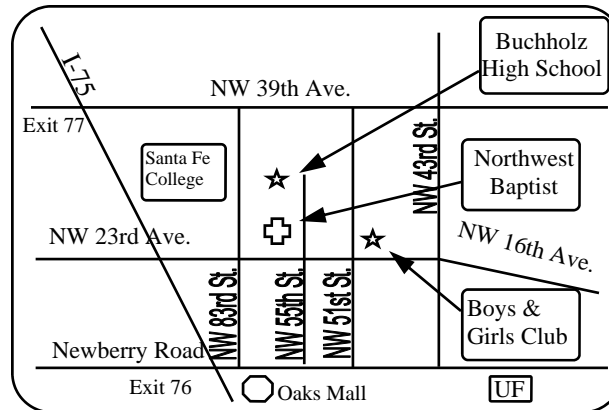 Buchholz
High School
I-75
NW 39th Ave.
Exit 77
NW 43rd St.
Santa Fe
College
Northwest
Baptist
NW 23rd Ave.
NW 16th Ave.
NW 83rd St.
NW 55th St.
NW 51st St.
Boys &
Girls Club
Newberry Road
Exit 76
Oaks Mall
UF